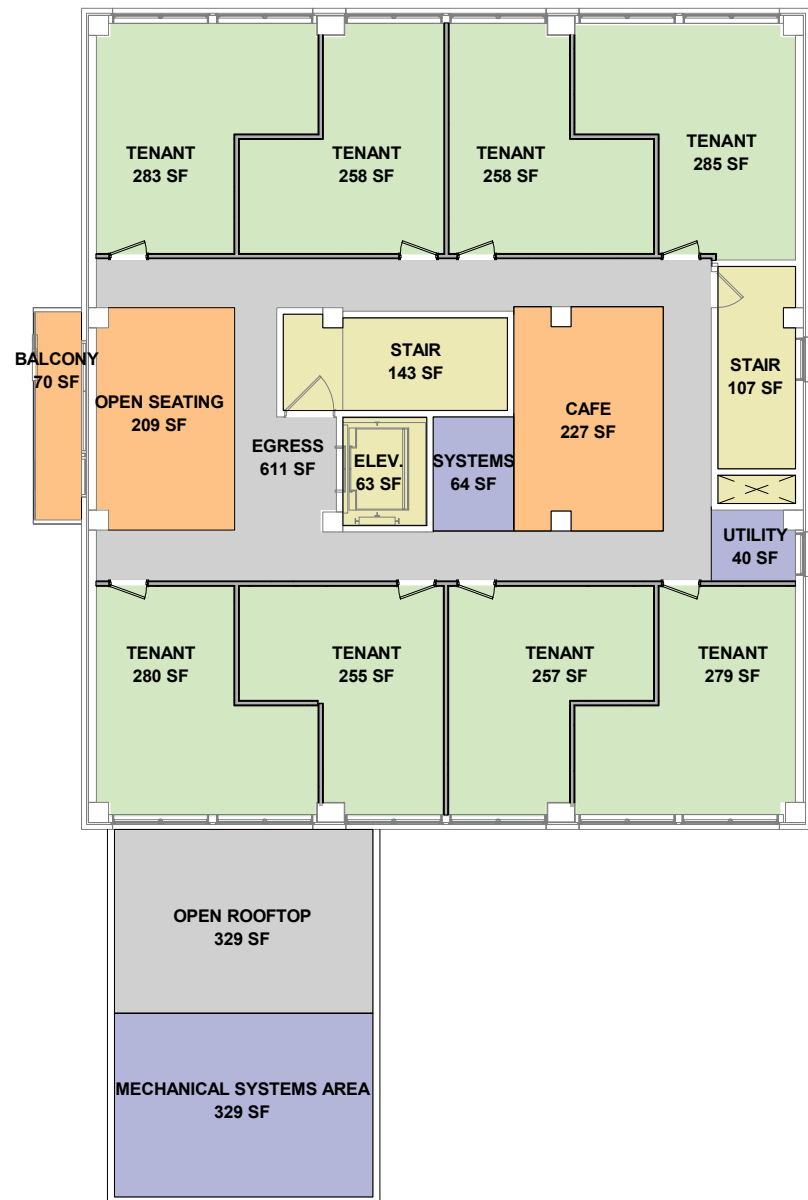 TENANT
283 SF
TENANT
258 SF
TENANT
258 SF
TENANT
285 SF
BALCONY
70 SF
OPEN SEATING
209 SF
EGRESS
611 SF
STAIR
143 SF
ELEV.
63 SF
SYSTEMS
64 SF
CAFE
227 SF
STAIR
107 SF
UTILITY
40 SF
TENANT
280 SF
TENANT
255 SF
TENANT
257 SF
TENANT
279 SF
OPEN ROOFTOP
329 SF
MECHANICAL SYSTEMS AREA
329 SF